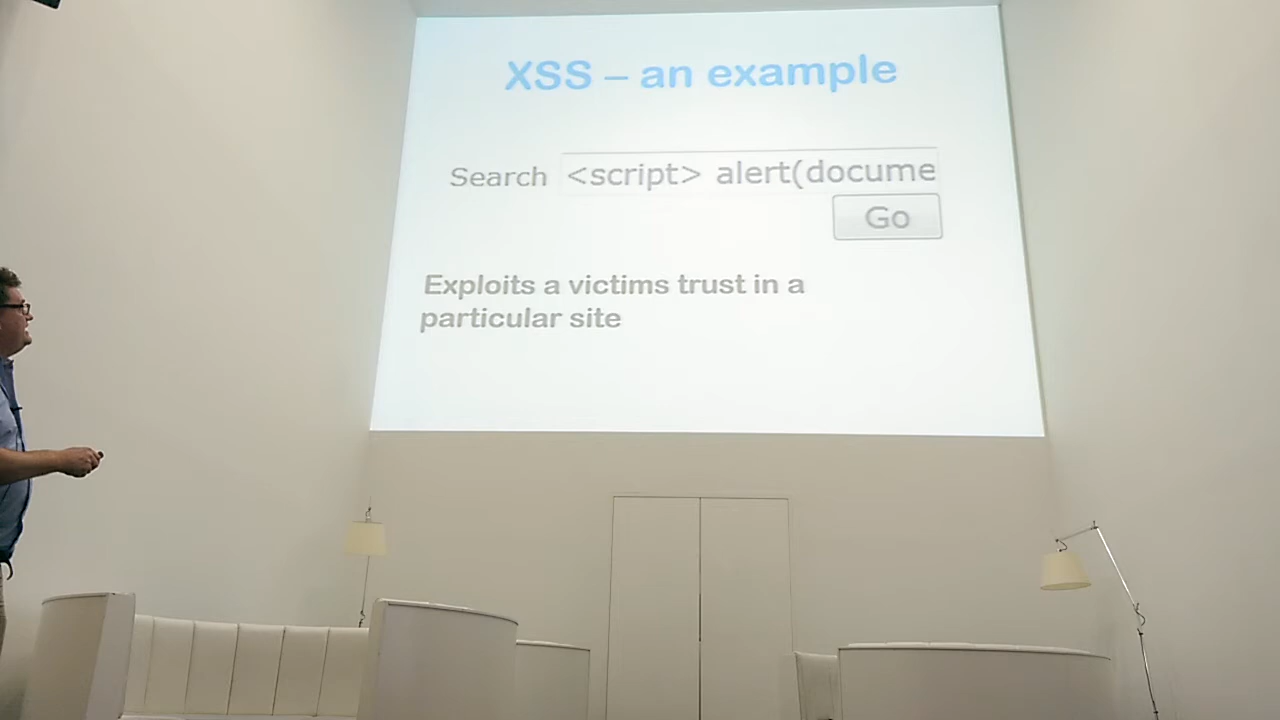 XSS – an example
Search <script> alert(docume
Go
Exploits a victims trust in a
particular site